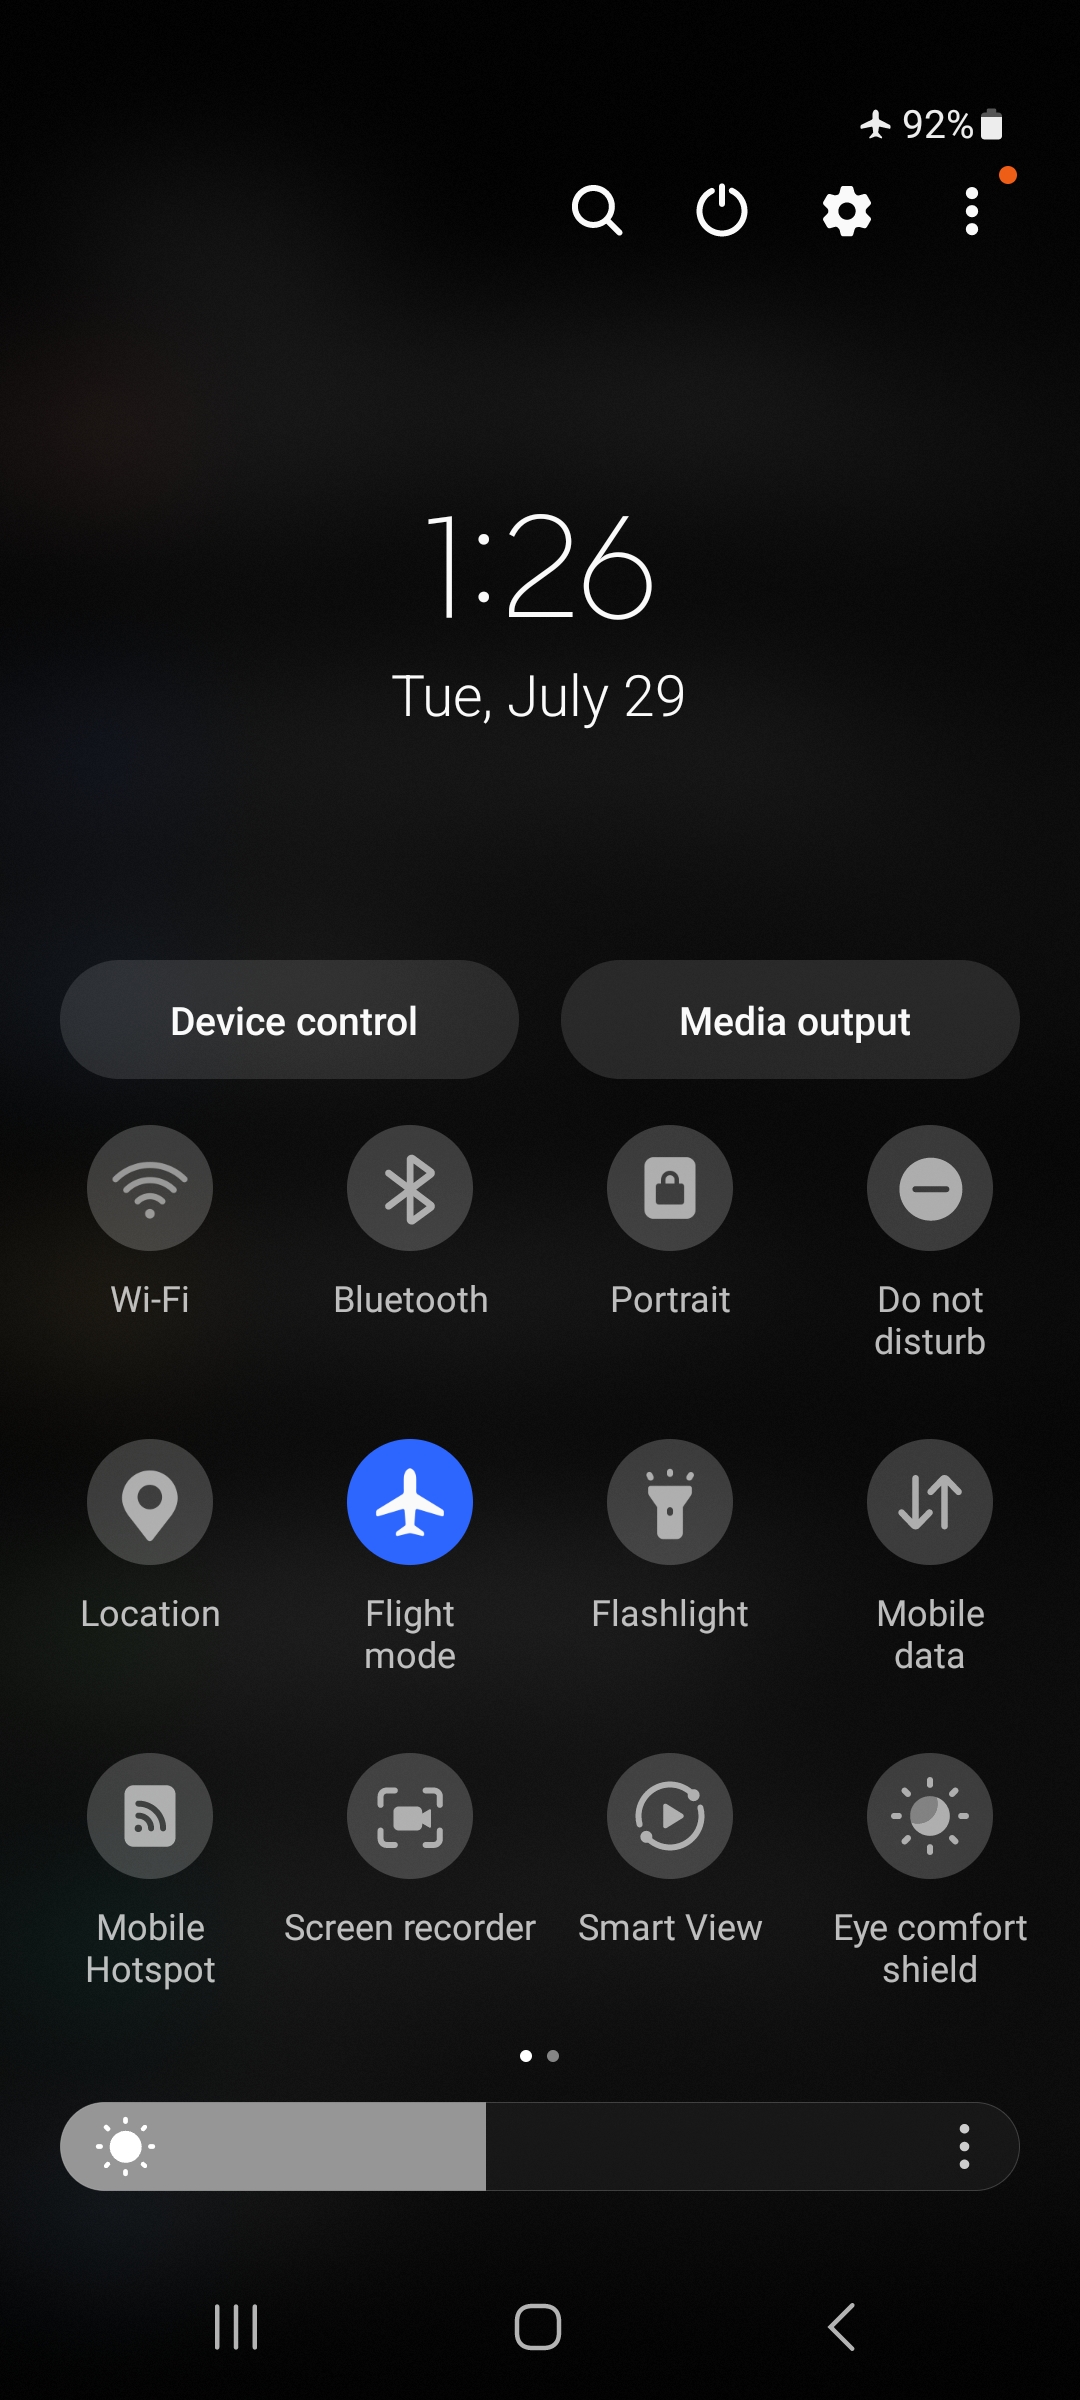 92%
1:26
Tue, July 29
Device control
Media output
Wi-Fi
Bluetooth
Portrait
Do not
disturb
Location
Flight
mode
Flashlight
Mobile
data
Mobile
Hotspot
Screen recorder
Smart View
Eye comfort
shield